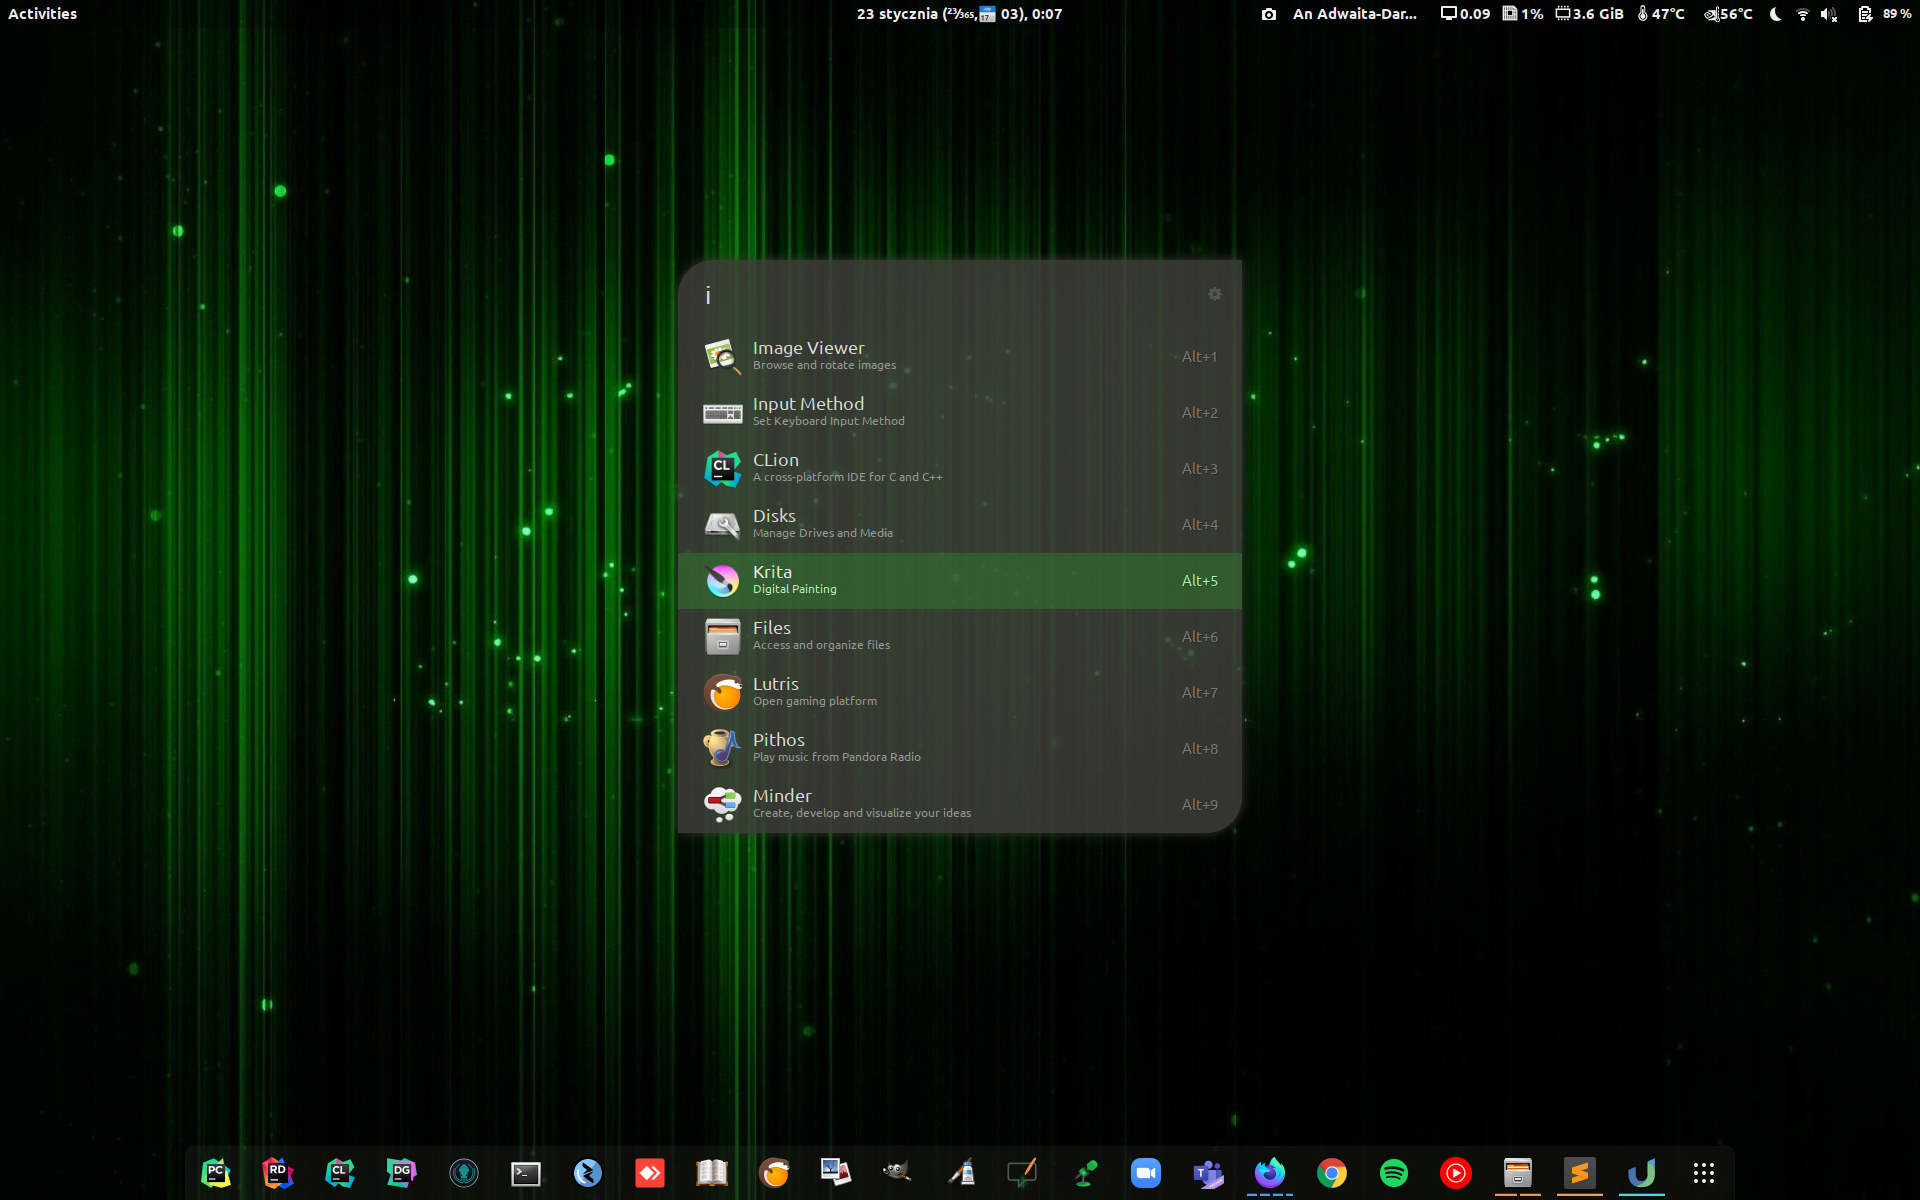 Activities
23 stycznia (23⁄365, 17 03), 0:07
An Adwaita-Dar... 0.09 1% 3.6 GiB 47°C 56°C 89 %
i
Image Viewer
Browse and rotate images
Alt+1
Input Method
Set Keyboard Input Method
Alt+2
CL
CLion
A cross-platform IDE for C and C++
Alt+3
Disks
Manage Drives and Media
Alt+4
Krita
Digital Painting
Alt+5
Files
Access and organize files
Alt+6
Lutris
Open gaming platform
Alt+7
Pithos
Play music from Pandora Radio
Alt+8
Minder
Create, develop and visualize your ideas
Alt+9
PC RD CL DG T